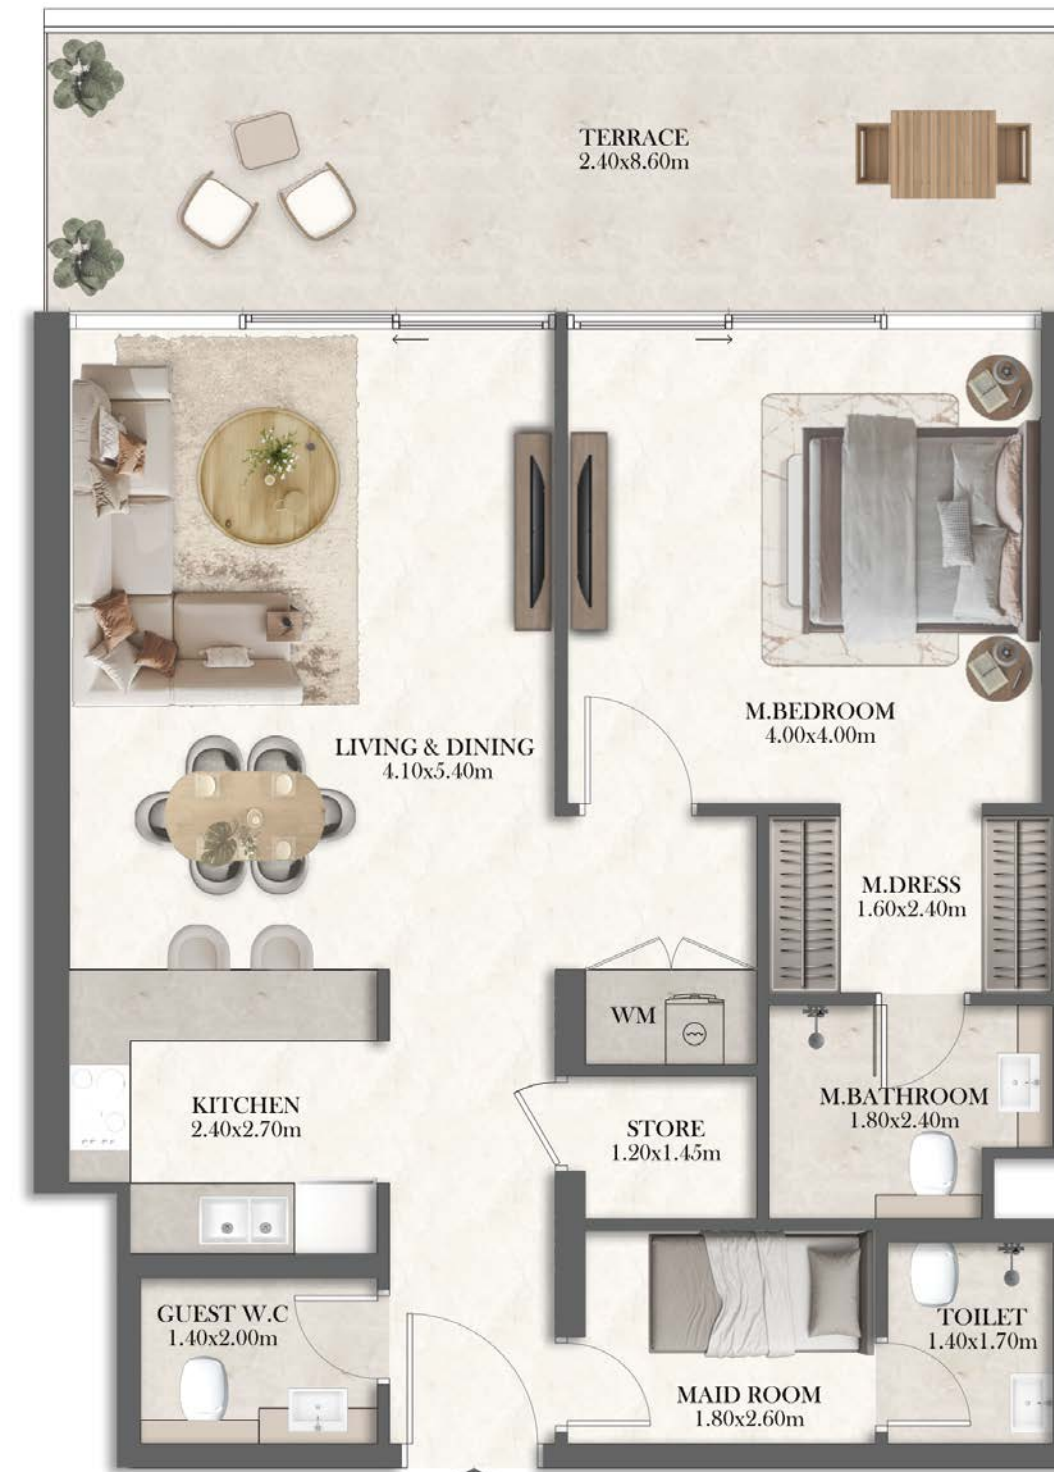 TERRACE
2.40x8.60m
M.BEDROOM
4.00x4.00m
LIVING & DINING
4.10x5.40m
M.DRESS
1.60x2.40m
WM
KITCHEN
2.40x2.70m
STORE
1.20x1.45m
M.BATHROOM
1.80x2.40m
GUEST W.C
1.40x2.00m
TOILET
1.40x1.70m
MAID ROOM
1.80x2.60m